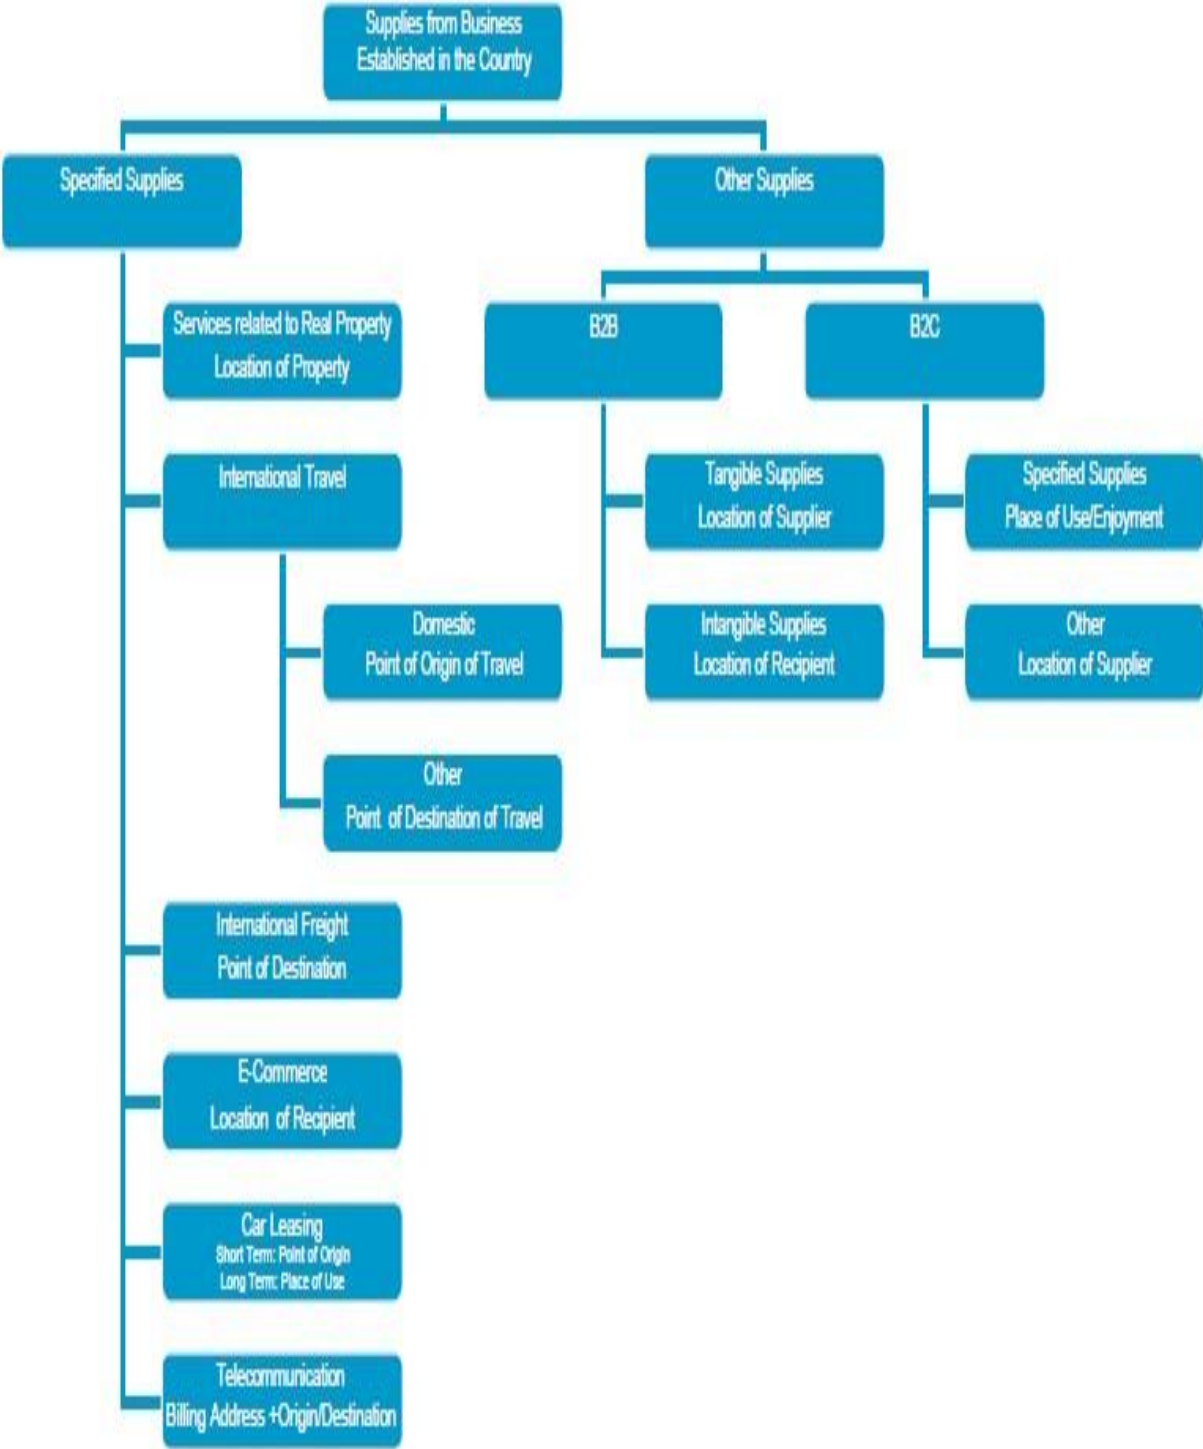 Supplies from Business
Established in the Country
Specified Supplies
Other Supplies
Services related to Real Property
Location of Property
B2B
B2C
International Travel
Tangible Supplies
Location of Supplier
Specified Supplies
Place of Use/Enjoyment
Domestic
Point of Origin of Travel
Intangible Supplies
Location of Recipient
Other
Location of Supplier
Other
Point of Destination of Travel
International Freight
Point of Destination
E-Commerce
Location of Recipient
Car Leasing
Short Term: Point of Origin
Long Term: Place of Use
Telecommunication
Billing Address +Origin/Destination